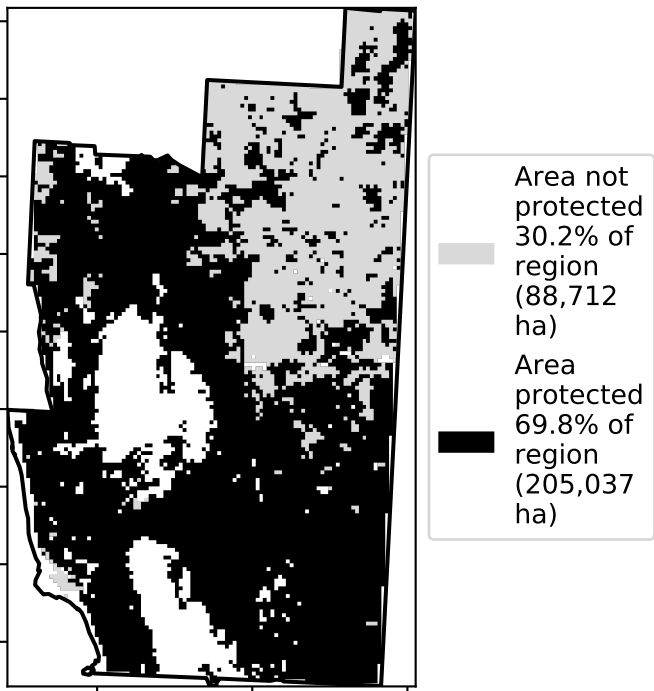 Area not
protected
30.2% of
region
(88,712
ha)
Area
protected
69.8% of
region
(205,037
ha)